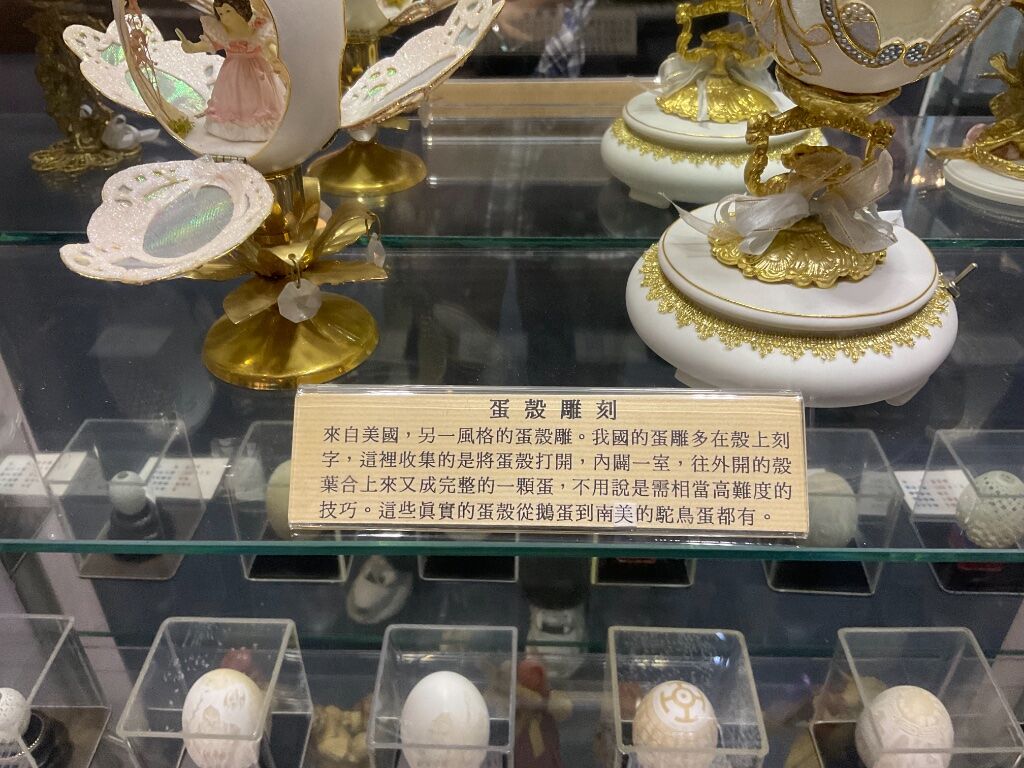 蛋殼雕刻
來自美國，另一風格的蛋殼雕。我國的蛋雕多在殼上刻
字，這裡收集的是將蛋殼打開，內闢一室，往外開的殼
葉合上來又成完整的一顆蛋，不用說是需相當高難度的
技巧。這些眞實的蛋殼從鵝蛋到南美的駝鳥蛋都有。